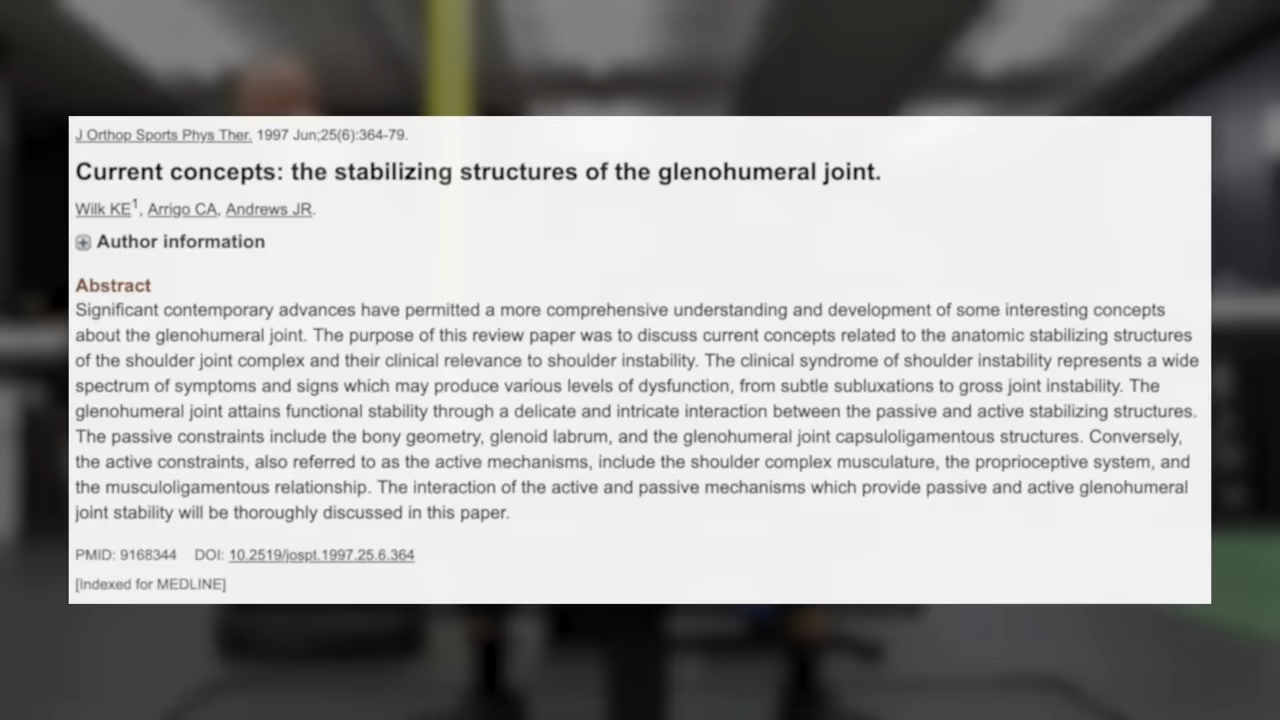 J Orthop Sports Phys Ther. 1997 Jun;25(6):364-79.
Current concepts: the stabilizing structures of the glenohumeral joint.
Wilk KE1, Arrigo CA, Andrews JR.
Author information
Abstract
Significant contemporary advances have permitted a more comprehensive understanding and development of some interesting concepts
about the glenohumeral joint. The purpose of this review paper was to discuss current concepts related to the anatomic stabilizing structures
of the shoulder joint complex and their clinical relevance to shoulder instability. The clinical syndrome of shoulder instability represents a wide
spectrum of symptoms and signs which may produce various levels of dysfunction, from subtle subluxations to gross joint instability. The
glenohumeral joint attains functional stability through a delicate and intricate interaction between the passive and active stabilizing structures.
The passive constraints include the bony geometry, glenoid labrum, and the glenohumeral joint capsuloligamentous structures. Conversely,
the active constraints, also referred to as the active mechanisms, include the shoulder complex musculature, the proprioceptive system, and
the musculoligamentous relationship. The interaction of the active and passive mechanisms which provide passive and active glenohumeral
joint stability will be thoroughly discussed in this paper.
PMID: 9168344 DOI: 10.2519/jospt.1997.25.6.364
[Indexed for MEDLINE]